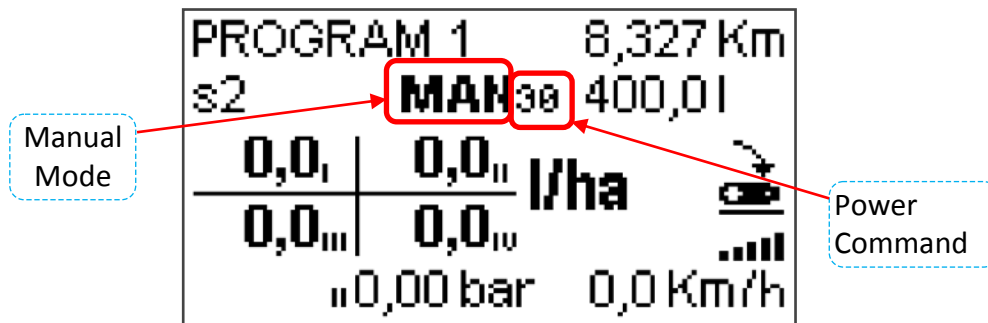 PROGRAM 1 8,327 Km
s2 MAN 30 400,0 l
Manual
Mode
0,0I 0,0II l/ha
0,0III 0,0IV
Power
Command
II0,00 bar 0,0 Km/h